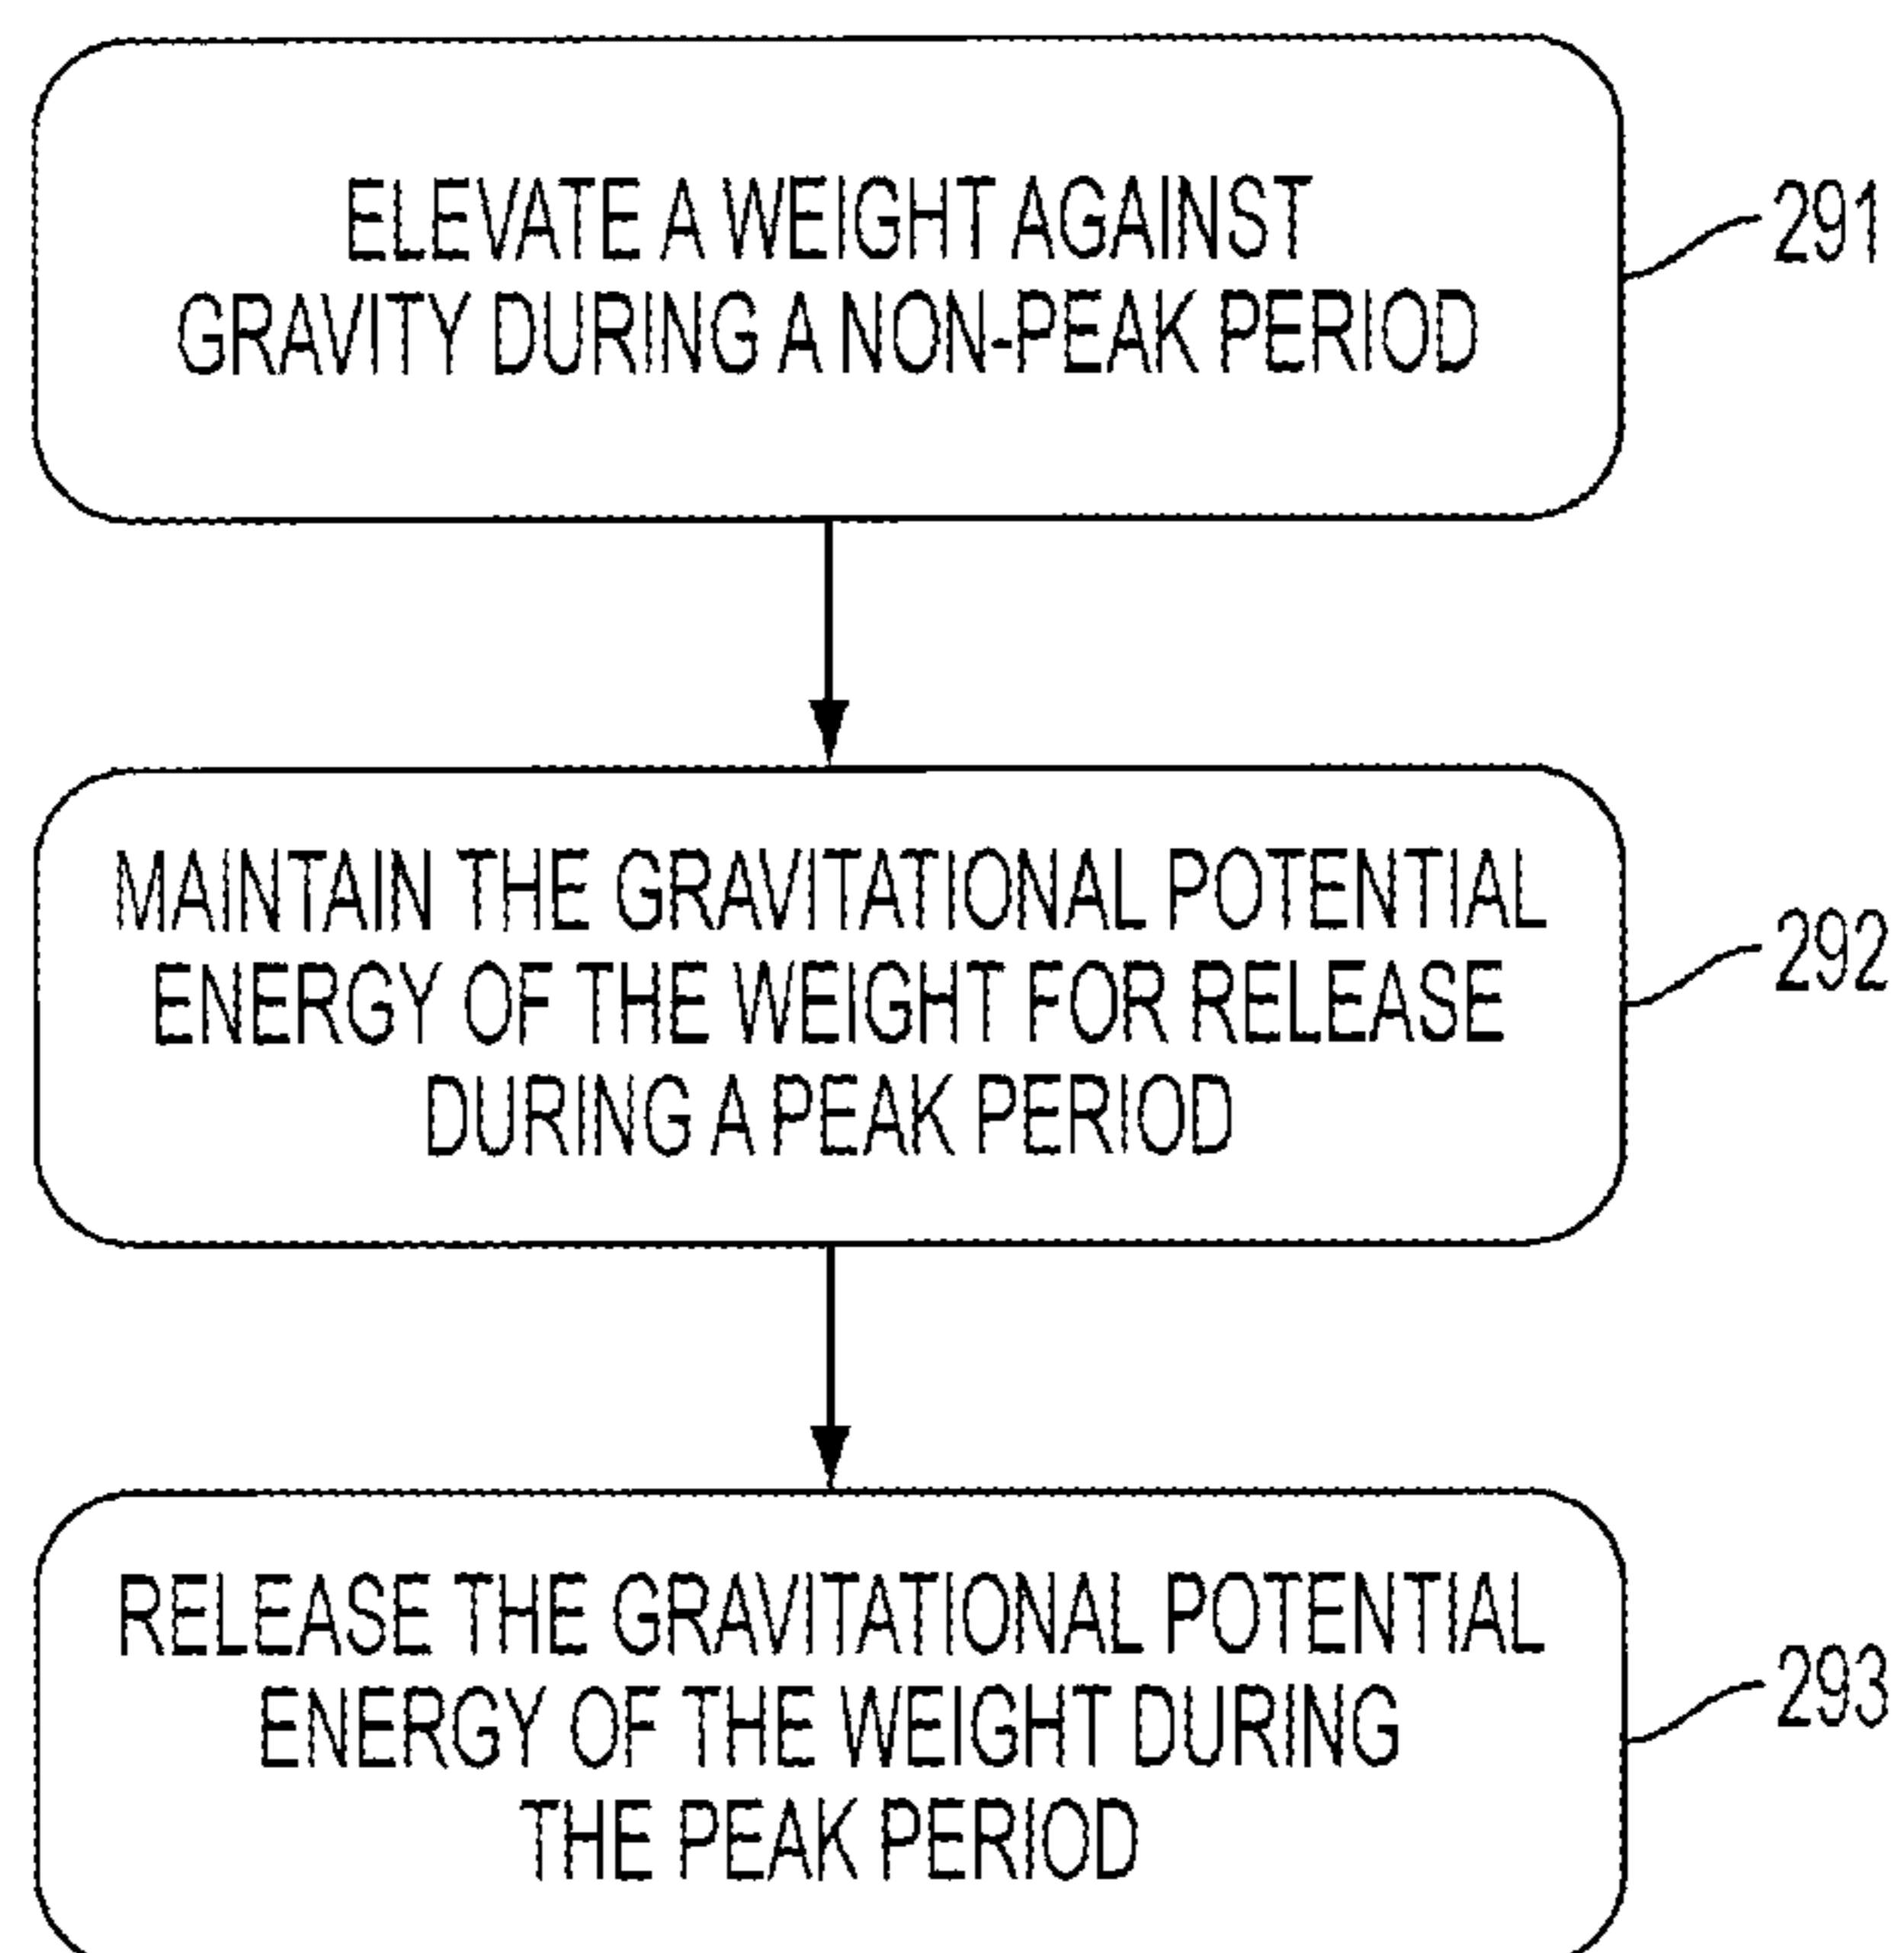 ELEVATE A WEIGHT AGAINST
GRAVITY DURING A NON-PEAK PERIOD
291
MAINTAIN THE GRAVITATIONAL POTENTIAL
ENERGY OF THE WEIGHT FOR RELEASE
DURING A PEAK PERIOD
292
RELEASE THE GRAVITATIONAL POTENTIAL
ENERGY OF THE WEIGHT DURING
THE PEAK PERIOD
293